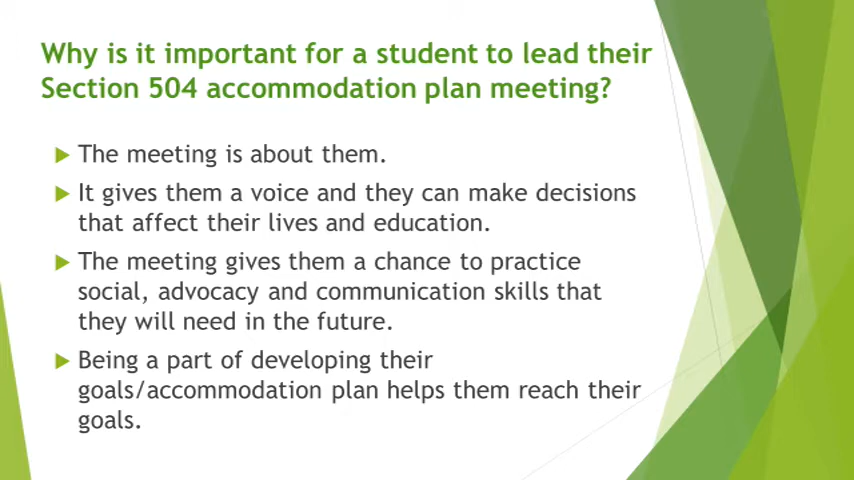 Why is it important for a student to lead their
Section 504 accommodation plan meeting?
The meeting is about them.
It gives them a voice and they can make decisions
that affect their lives and education.
The meeting gives them a chance to practice
social, advocacy and communication skills that
they will need in the future.
Being a part of developing their
goals/accommodation plan helps them reach their
goals.